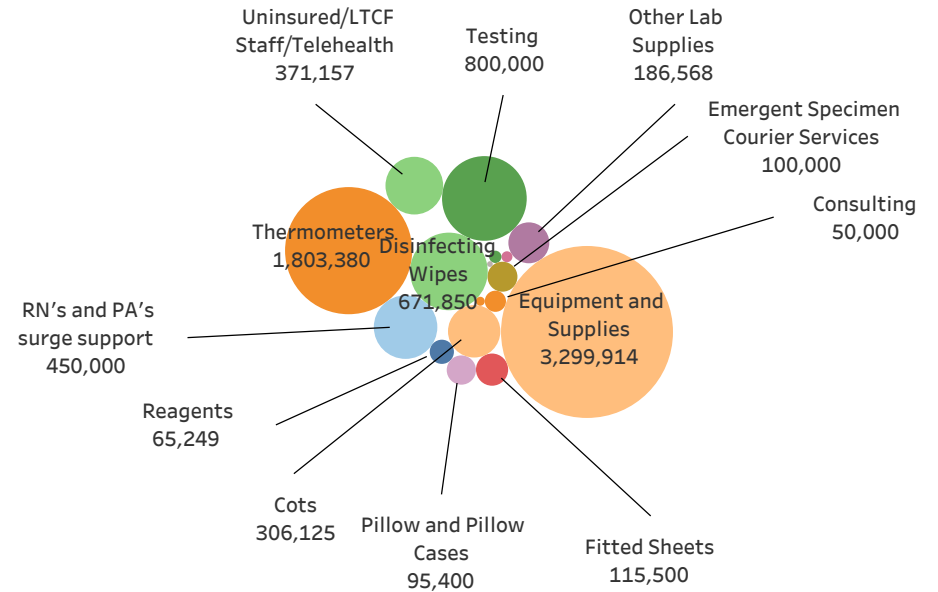 Uninsured/LTCF
Staff/Telehealth
371,157
Testing
800,000
Other Lab
Supplies
186,568
Emergent Specimen
Courier Services
100,000
Consulting
50,000
Thermometers
1,803,380
Disinfecting
Wipes
671,850
Equipment and
Supplies
3,299,914
RN's and PA's
surge support
450,000
Reagents
65,249
Cots
306,125
Pillow and Pillow
Cases
95,400
Fitted Sheets
115,500